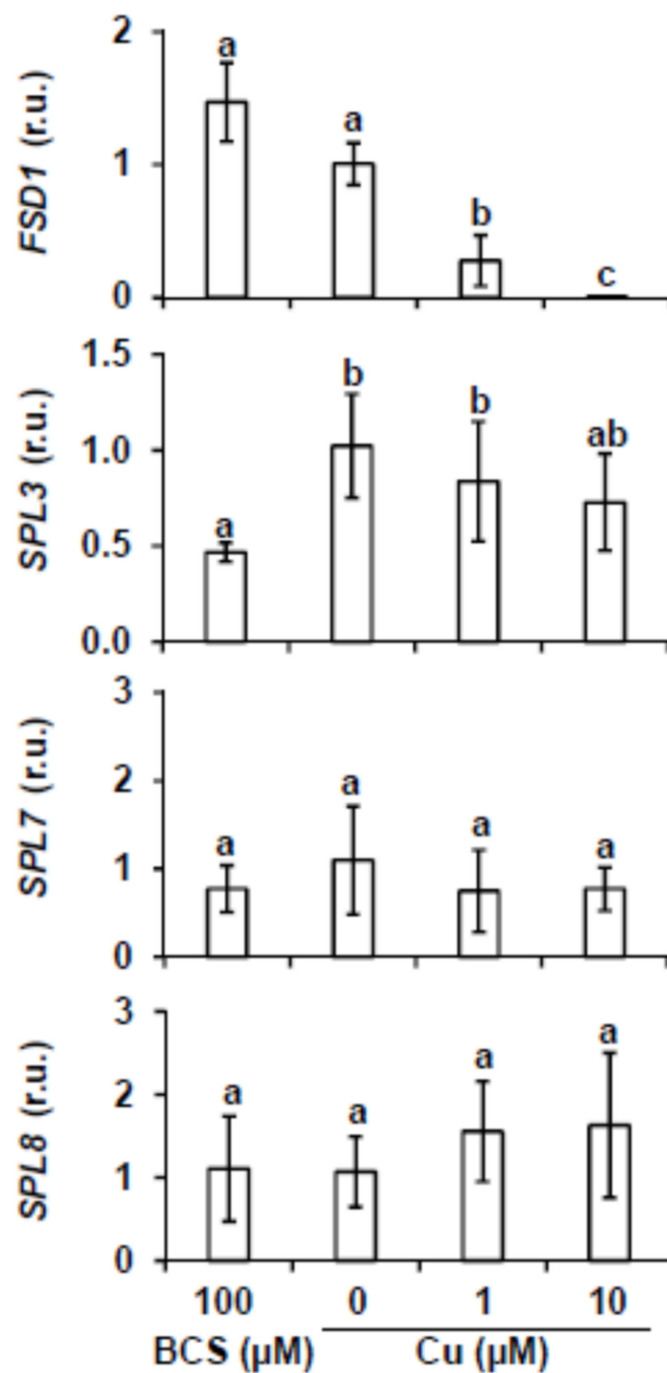 FSD1 (r.u.)
2
1
0
a
a
b
c
SPL3 (r.u.)
1.5
1.0
0.5
0.0
a
b
b
ab
SPL7 (r.u.)
3
2
1
0
a
a
a
a
SPL8 (r.u.)
3
2
1
0
a
a
a
a
100 0 1 10
BCS (µM) Cu (µM)